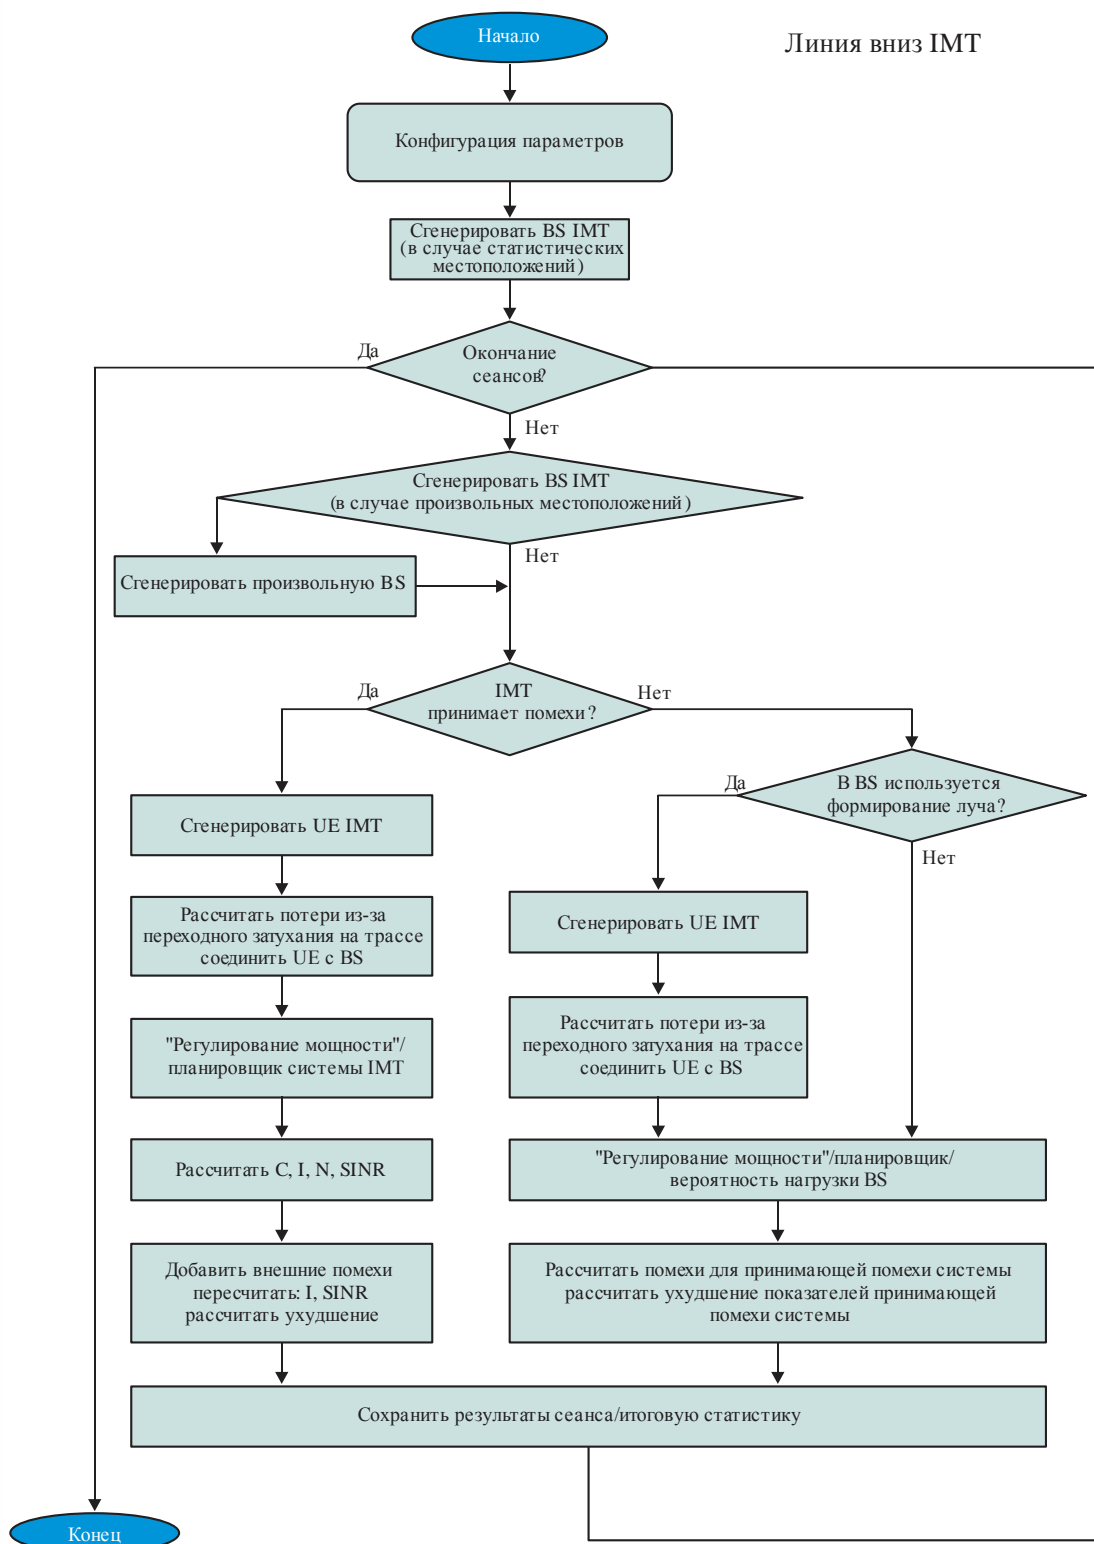 Начало
Линия вниз IMT
Конфигурация параметров
Сгенерировать BS IMT
(в случае статистических
местоположений)
Да
Окончание
сеансов?
Нет
Сгенерировать BS IMT
(в случае произвольных местоположений)
Нет
Сгенерировать произвольную BS
Да
IMT
принимает помехи?
Нет
Да
В BS используется
формирование луча?
Нет
Сгенерировать UE IMT
Рассчитать потери из-за
переходного затухания на трассе
соединить UE с BS
Сгенерировать UE IMT
Рассчитать потери из-за
переходного затухания на трассе
соединить UE с BS
"Регулирование мощности"/
планировщик системы IMT
Рассчитать C, I, N, SINR
"Регулирование мощности"/планировщик/
вероятность нагрузки BS
Добавить внешние помехи
пересчитать: I, SINR
рассчитать ухудшение
Рассчитать помехи для принимающей помехи системы
рассчитать ухудшение показателей принимающей
помехи системы
Сохранить результаты сеанса/итоговую статистику
Конец